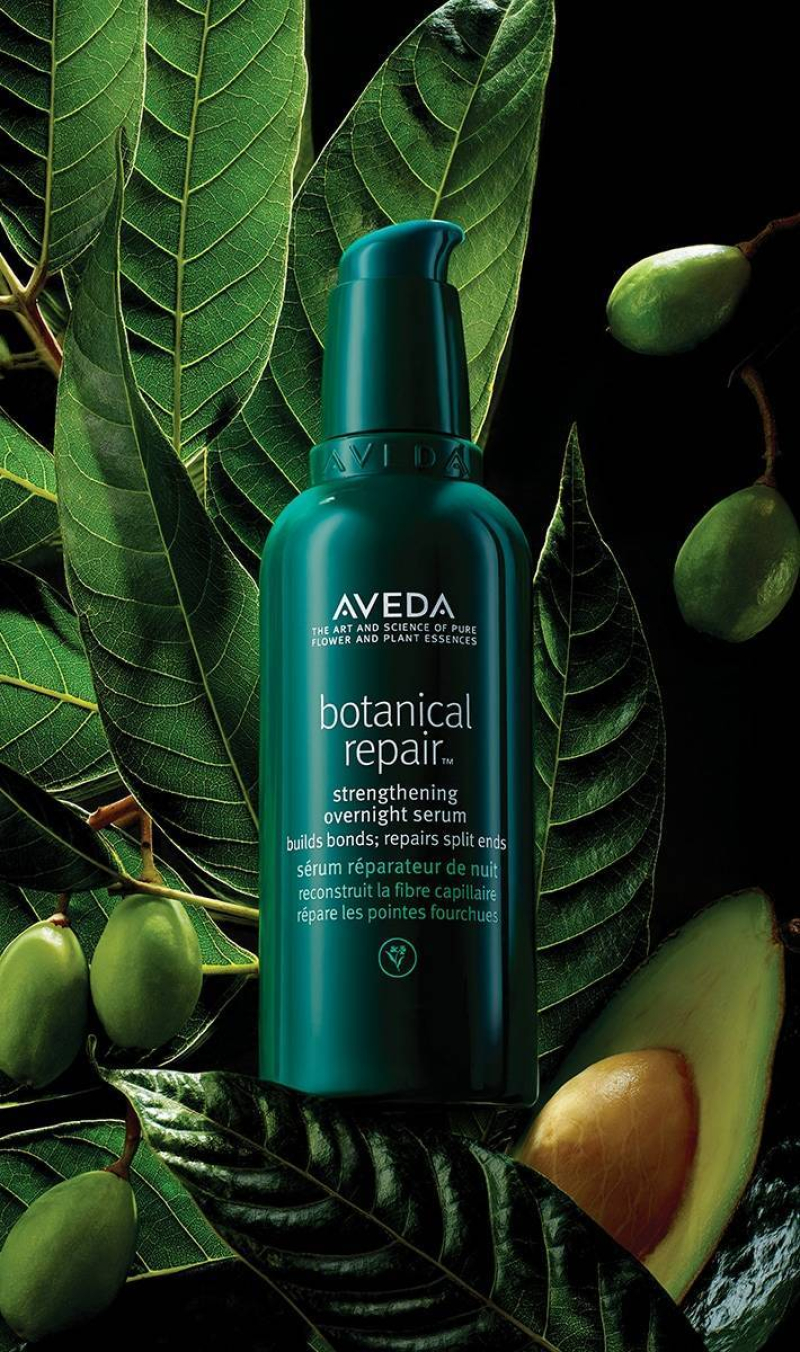 AVEDA
AVEDA
THE ART AND SCIENCE OF PURE
FLOWER AND PLANT ESSENCES
botanical
repair™
strengthening
overnight serum
builds bonds; repairs split ends
sérum réparateur de nuit
reconstruit la fibre capillaire
répare les pointes fourchues